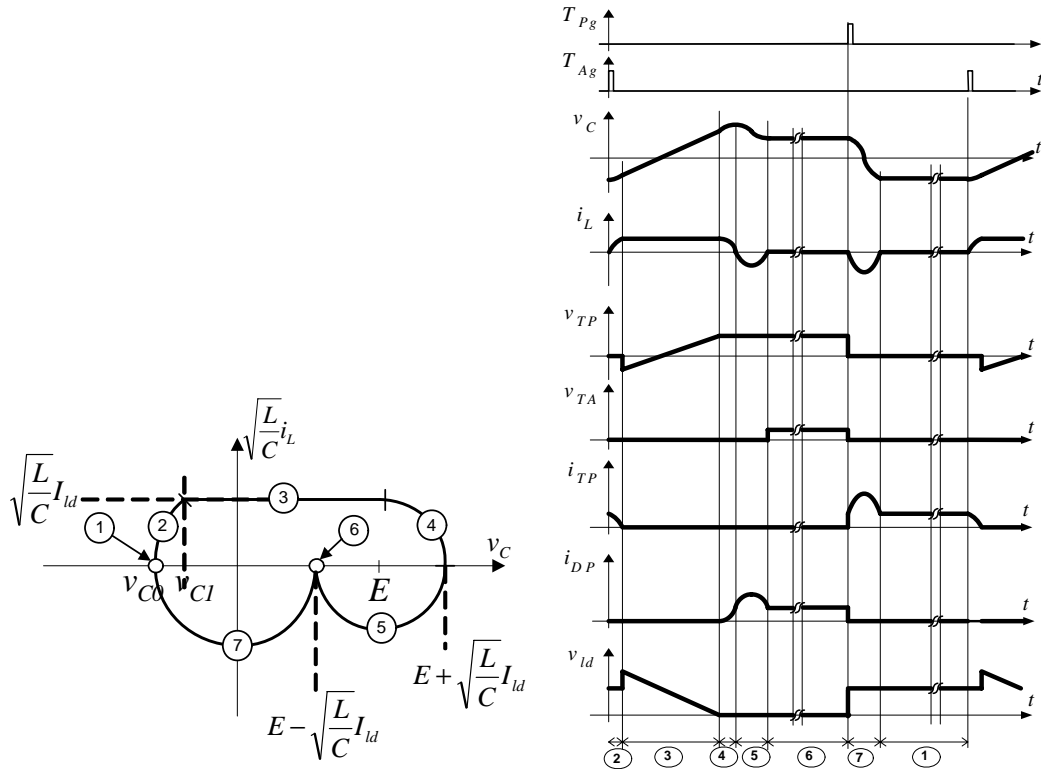 √(L/C) i_L
√(L/C) I_ld
1
2
3
4
6
v_C
v_C0
v_C1
E
5
7
E + √(L/C) I_ld
E − √(L/C) I_ld
T_Pg
T_Ag
t
v_C
t
i_L
t
v_TP
t
v_TA
t
i_TP
t
i_DP
t
v_ld
t
2 3 4 5 6 7 1